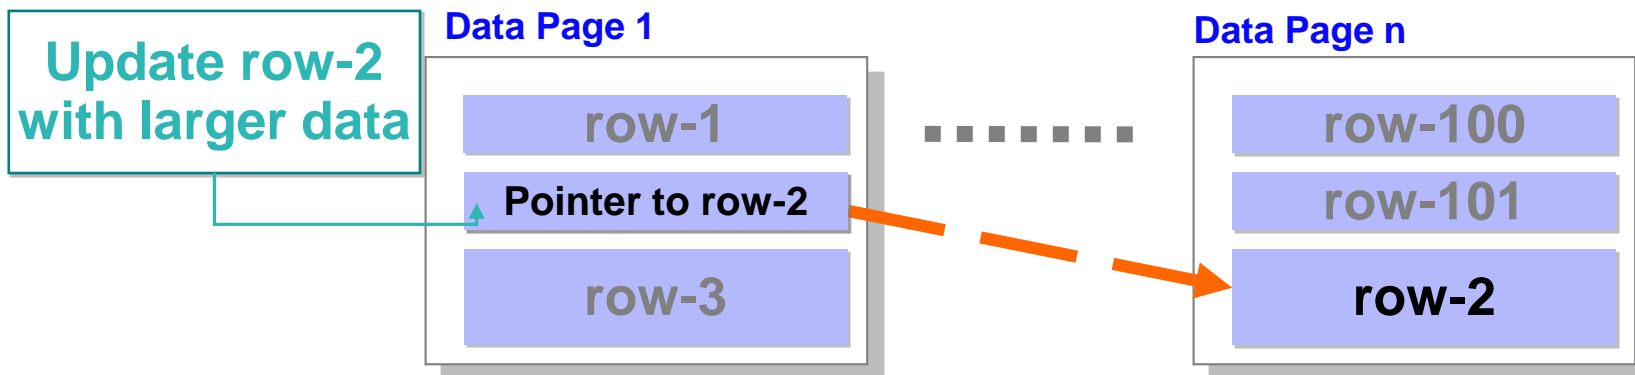 Update row-2
with larger data
Data Page 1
row-1
Pointer to row-2
row-3
Data Page n
row-100
row-101
row-2